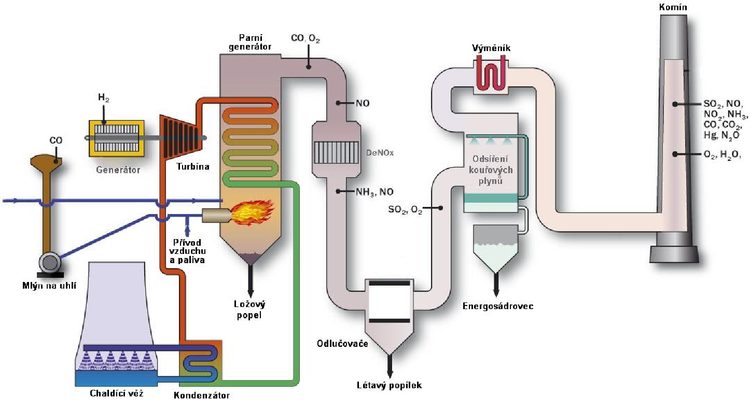 Komín
Parní
generátor
CO, O2
Výměník
H2
NO
SO2, NO,
NO2, NH3,
CO, CO2,
Hg, N2O
CO
DeNOx
Odsíření
kouřových
plynů
O2, H2O,
Generátor
Turbína
NH3, NO
SO2, O2
Přívod
vzduchu
a paliva
Mlýn na uhlí
Ložový
popel
Energosádrovec
Odlučovače
Létavý popílek
Chaldící věž
Kondenzátor